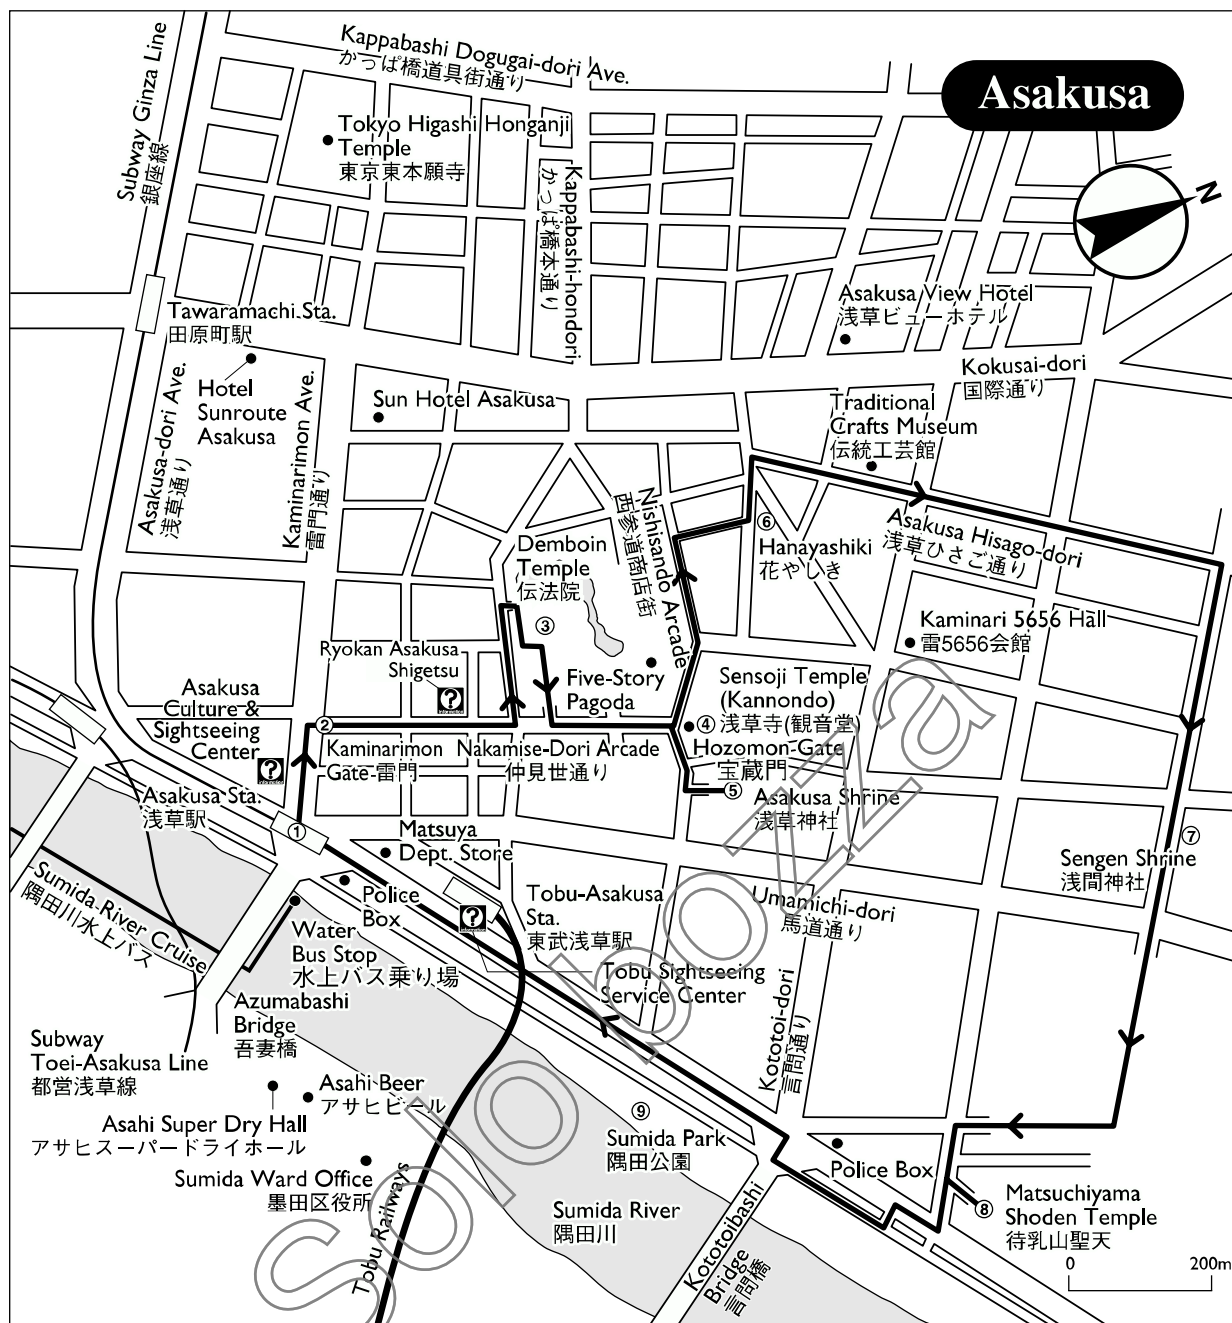 Asakusa
N
Kappabashi Dogugai-dori Ave.
かっぱ橋道具街通り
Subway Ginza Line
銀座線
Tokyo Higashi Honganji
Temple
東京東本願寺
Kappabashi-hondori
かっぱ橋本通り
Asakusa View Hotel
浅草ビューホテル
Tawaramachi Sta.
田原町駅
Kokusai-dori
国際通り
Hotel
Sunroute
Asakusa
Sun Hotel Asakusa
Traditional
Crafts Museum
伝統工芸館
Asakusa-dori Ave.
浅草通り
Kaminarimon Ave.
雷門通り
Nishisando Arcade
西参道商店街
⑥
Hanayashiki
花やしき
Asakusa Hisago-dori
浅草ひさご通り
Demboin
Temple
伝法院
③
Kaminari 5656 Hall
雷5656会館
Ryokan Asakusa
Shigetsu
?
Five-Story
Pagoda
Sensoji Temple
(Kannondo)
④ 浅草寺(観音堂)
Asakusa
Culture &
Sightseeing
Center
?
②
Kaminarimon
Gate 雷門
Nakamise-Dori Arcade
仲見世通り
Hozomon Gate
宝蔵門
⑤
Asakusa Shrine
浅草神社
Asakusa Sta.
浅草駅
①
Matsuya
Dept. Store
⑦
Sengen Shrine
浅間神社
Sumida River Cruise
隅田川水上バス
Police
Box
?
Tobu-Asakusa
Sta.
東武浅草駅
Umamichi-dori
馬道通り
Water
Bus Stop
水上バス乗り場
Tobu Sightseeing
Service Center
Kototoi-dori
言問通り
Azumabashi
Bridge
吾妻橋
Subway
Toei-Asakusa Line
都営浅草線
Asahi Beer
アサヒビール
Asahi Super Dry Hall
アサヒスーパードライホール
⑨
Sumida Park
隅田公園
Police Box
Sumida Ward Office
墨田区役所
Tobu Railways
Sumida River
隅田川
Kototoibashi
Bridge
言問橋
⑧
Matsuchiyama
Shoden Temple
待乳山聖天
0 200m
solo bozza